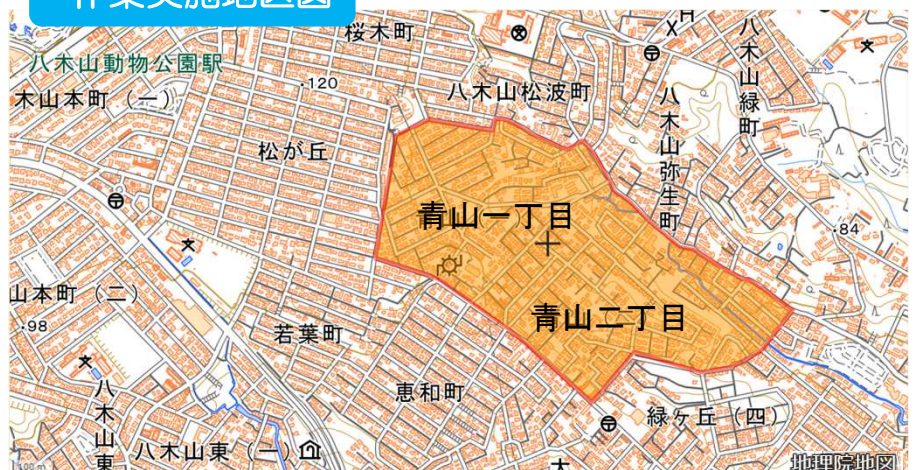 作業実施地区図
桜木町
八木山動物公園駅
・120
木山本町（一）
八木山松波町
八木山緑町
松が丘
八木山弥生町
青山一丁目
・84
山本町（二）
・98
若葉町
青山二丁目
恵和町
緑ヶ丘（四）
八木山東
八木山東（一）
100m
地理院地図